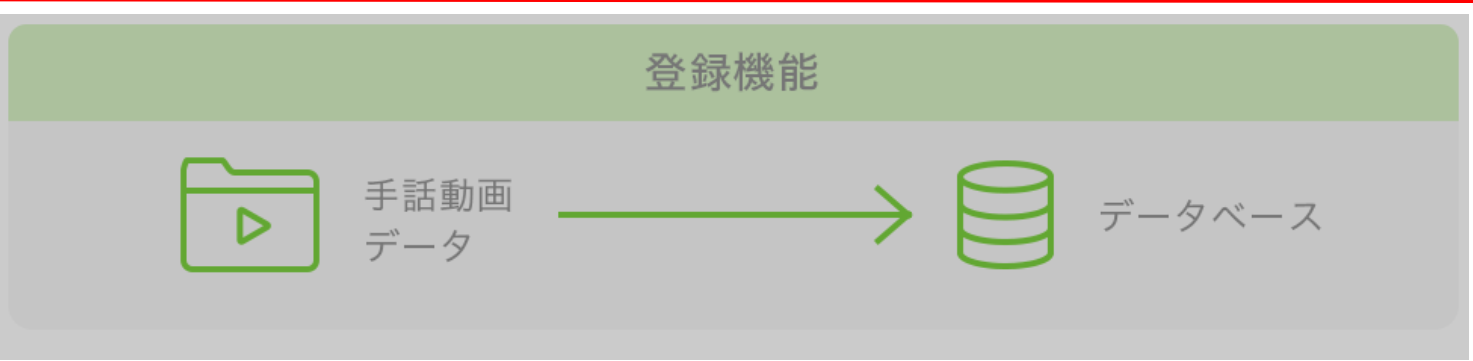 登録機能
手話動画
データ
データベース